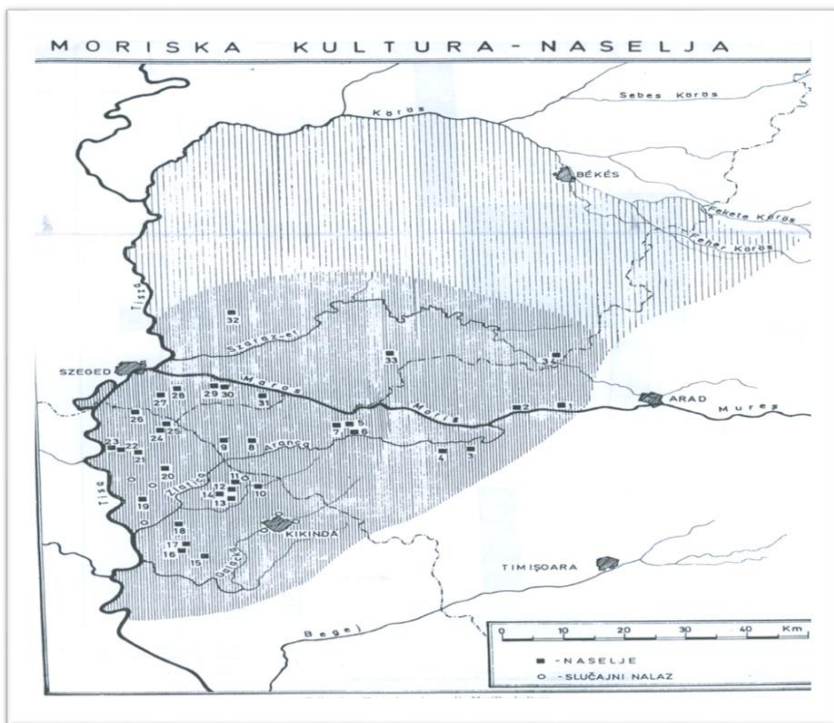 MORISKA KULTURA-NASELJA
Sebes Körös
Körös
BÉKÉS
Fekete Körös
Fehér Körös
Tisza
32
Száraz-ér
33
34
SZEGED
Maros
29 30
28
27
31
ARAD
2 1
Moriš
Mureş
26
25
24
7 5
6
23 22
21
9 8
Aranca
4 3
20
Zlatica
11
12 10
14
13
Tisa
19
18
KIKINDA
17
16
15
TIMIŞOARA
Begej
0 10 20 30 40 Km
-NASELJE
-SLUČAJNI NALAZ